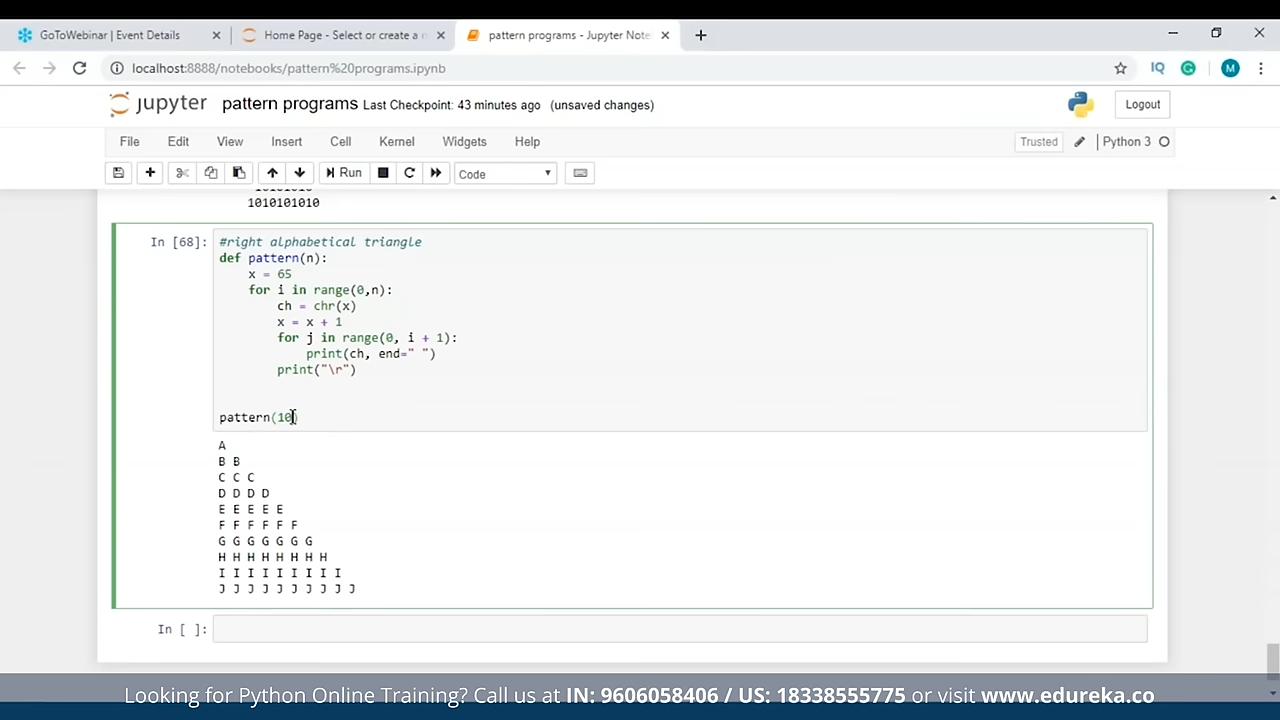 GoToWebinar | Event Details
Home Page - Select or create a n
pattern programs - Jupyter Note
localhost:8888/notebooks/pattern%20programs.ipynb
IQ
G
M
jupyter pattern programs Last Checkpoint: 43 minutes ago (unsaved changes)
Logout
File Edit View Insert Cell Kernel Widgets Help
Trusted
Python 3
Run
Code
1010101010
In [68]:
#right alphabetical triangle
def pattern(n):
    x = 65
    for i in range(0,n):
        ch = chr(x)
        x = x + 1
        for j in range(0, i + 1):
            print(ch, end=" ")
        print("\r")
pattern(10)
A
B B
C C C
D D D D
E E E E E
F F F F F F
G G G G G G G
H H H H H H H H
I I I I I I I I I
J J J J J J J J J J
In [ ]:
Looking for Python Online Training? Call us at IN: 9606058406 / US: 18338555775 or visit www.edureka.co